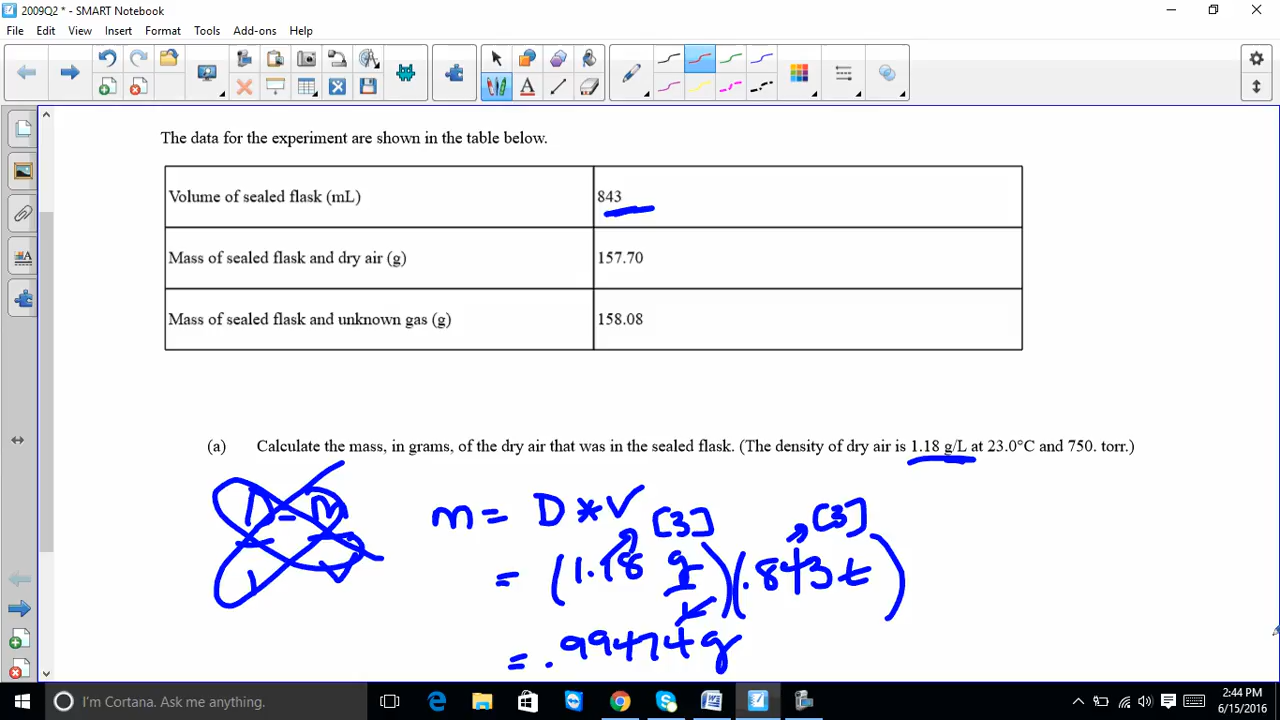 2009Q2 * - SMART Notebook
File Edit View Insert Format Tools Add-ons Help
The data for the experiment are shown in the table below.
Volume of sealed flask (mL) 843
Mass of sealed flask and dry air (g) 157.70
Mass of sealed flask and unknown gas (g) 158.08
(a) Calculate the mass, in grams, of the dry air that was in the sealed flask. (The density of dry air is 1.18 g/L at 23.0°C and 750. torr.)
D = m
V
m = D * V
[3] [3]
= (1.18 g/L)(.843 L)
= .99474 g
I'm Cortana. Ask me anything.
2:44 PM
6/15/2016